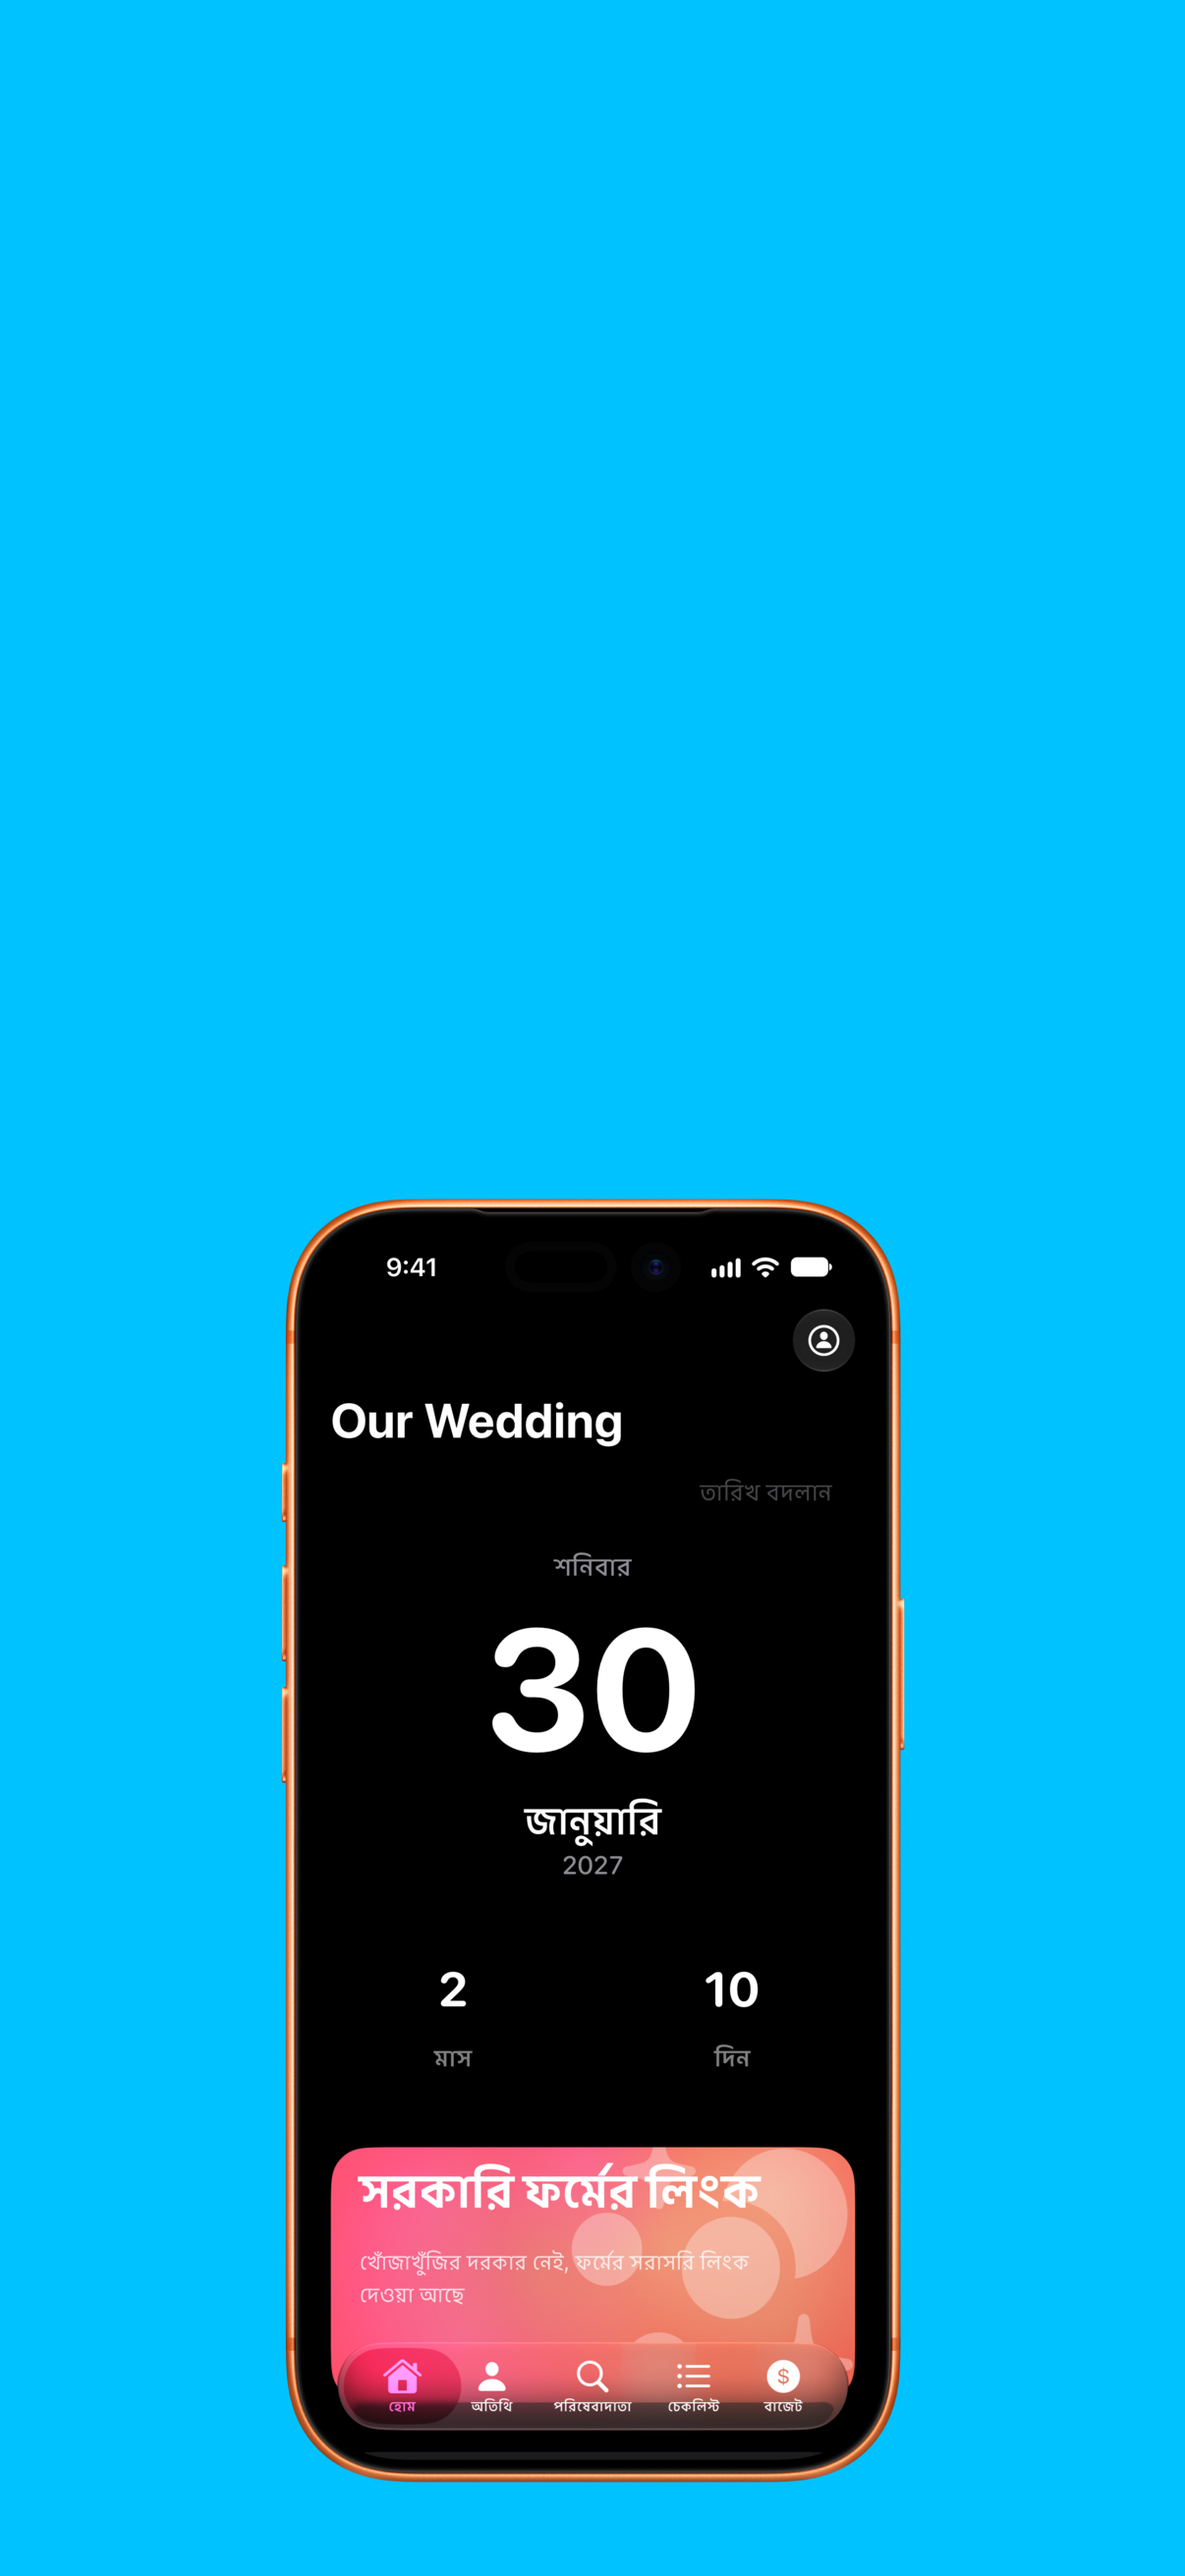 9:41
Our Wedding
তারিখ বদলান
শনিবার
30
জানুয়ারি
2027
2
10
মাস
দিন
সরকারি ফর্মের লিংক
খোঁজাখুঁজির দরকার নেই, ফর্মের সরাসরি লিংক
দেওয়া আছে
হোম
অতিথি
পরিষেবাদাতা
চেকলিস্ট
বাজেট